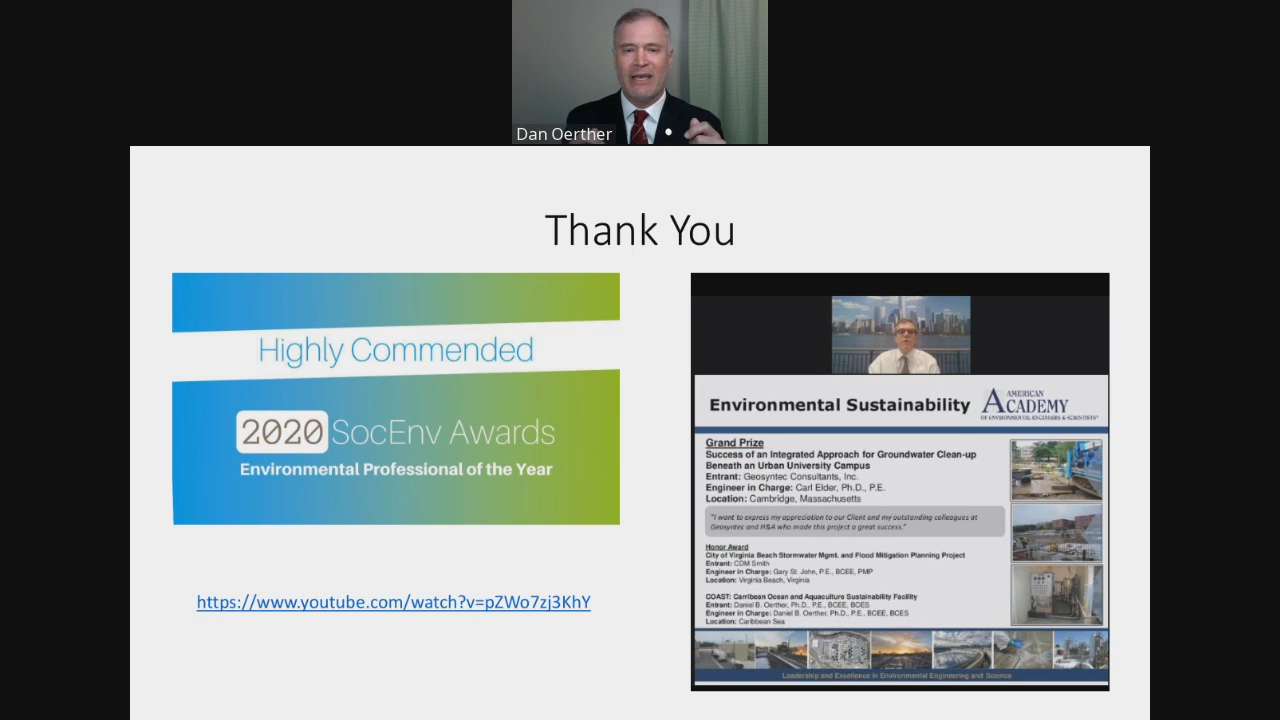 Dan Oerther
Thank You
Highly Commended
2020 SocEnv Awards
Environmental Professional of the Year
https://www.youtube.com/watch?v=pZWo7zj3KhY
Environmental Sustainability
AMERICAN
ACADEMY
OF ENVIRONMENTAL ENGINEERS & SCIENTISTS
Grand Prize
Success of an Integrated Approach for Groundwater Clean-up
Beneath an Urban University Campus
Entrant: Geosyntec Consultants, Inc.
Engineer in Charge: Carl Elder, Ph.D., P.E.
Location: Cambridge, Massachusetts
"I want to express my appreciation to our Client and my outstanding colleagues at
Geosyntec and H&A who made this project a great success."
Honor Award
City of Virginia Beach Stormwater Mgmt. and Flood Mitigation Planning Project
Entrant: CDM Smith
Engineer in Charge: Gary St. John, P.E., BCEE, PMP
Location: Virginia Beach, Virginia
COAST: Carribean Ocean and Aquaculture Sustainability Facility
Entrant: Daniel B. Oerther, Ph.D., P.E., BCEE, BCES
Engineer in Charge: Daniel B. Oerther, Ph.D., P.E., BCEE, BCES
Location: Caribbean Sea
Leadership and Excellence in Environmental Engineering and Science